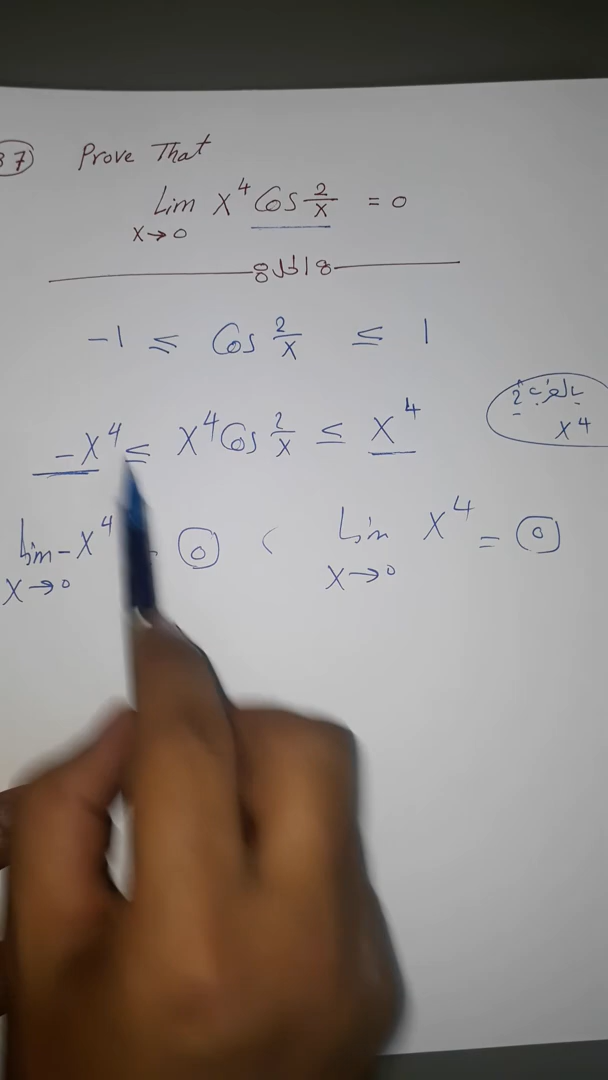 37) Prove That
Lim x→0 x⁴ Cos 2/x = 0
الحل
-1 ≤ Cos 2/x ≤ 1
-x⁴ ≤ x⁴ Cos 2/x ≤ x⁴
بالضرب
x⁴
Lim x→0 -x⁴ = 0 , Lim x→0 x⁴ = 0